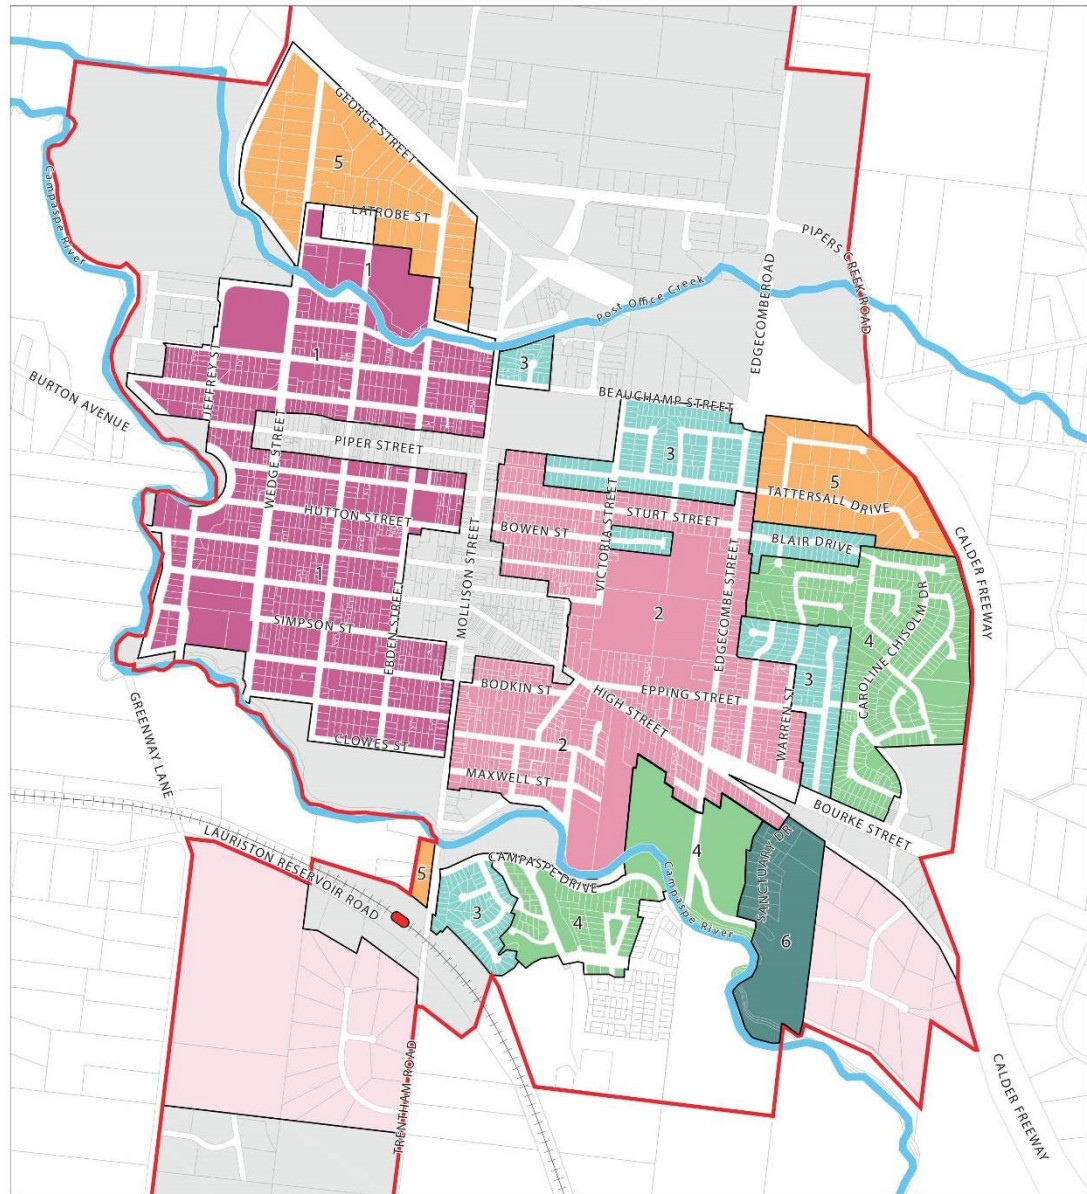 GEORGE STREET
5
LATROBE ST
Campaspe River
PIPERS CREEK ROAD
1
Post Office Creek
EDGECOMBEROAD
1
3
JEFFREY ST
BURTON AVENUE
BEAUCHAMP STREET
WEDGE STREET
PIPER STREET
3
5
TATTERSALL DRIVE
HUTTON STREET
STURT STREET
BOWEN ST
VICTORIA STREET
BLAIR DRIVE
CALDER FREEWAY
MOLLISON STREET
1
EDGECOMBE STREET
2
SIMPSON ST
EBDEN STREET
4
CAROLINE CHISOLM DR
3
BODKIN ST
HIGH STREET
EPPING STREET
WARREN ST
GREENWAY LANE
CLOWES ST
2
MAXWELL ST
BOURKE STREET
LAURISTON RESERVOIR ROAD
5
CAMPASPE DRIVE
4
SANCTUARY DR
3
4
Campaspe River
6
TRENTHAM ROAD
CALDER FREEWAY